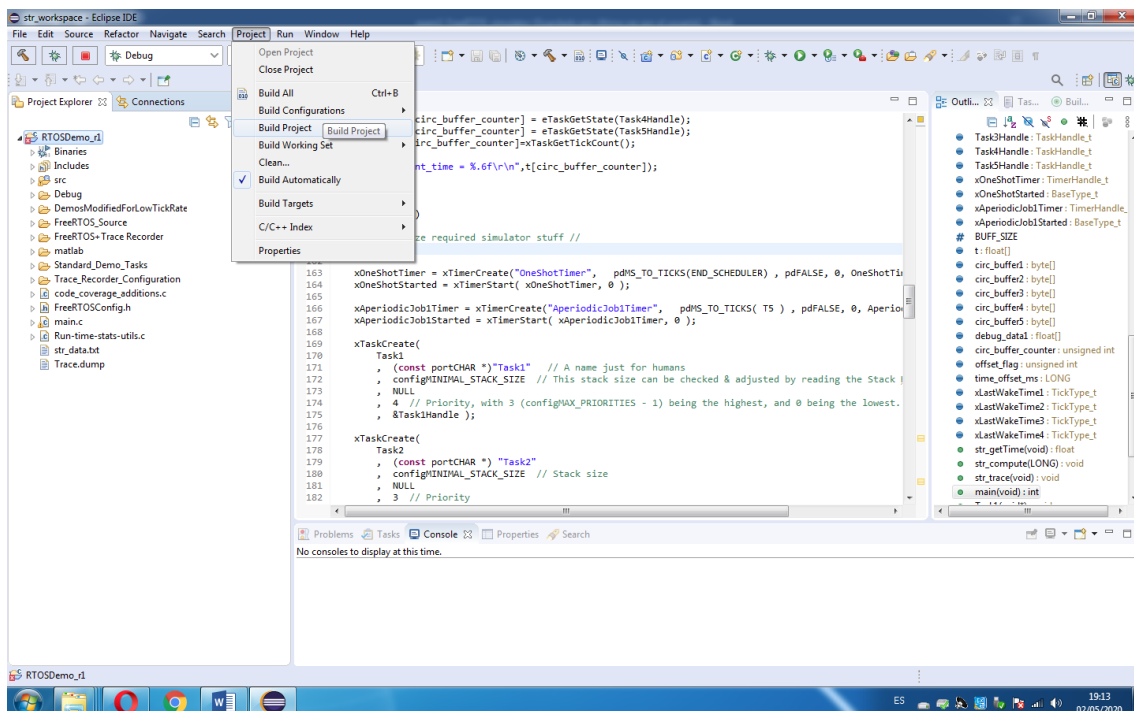 str_workspace - Eclipse IDE
File Edit Source Refactor Navigate Search Project Run Window Help
Debug
Open Project
Close Project
Build All Ctrl+B
Build Configurations
Build Project
Build Project
Build Working Set
Clean...
Build Automatically
Build Targets
C/C++ Index
Properties
Project Explorer
Connections
RTOSDemo_r1
Binaries
Includes
src
Debug
DemosModifiedForLowTickRate
FreeRTOS_Source
FreeRTOS+Trace Recorder
matlab
Standard_Demo_Tasks
Trace_Recorder_Configuration
code_coverage_additions.c
FreeRTOSConfig.h
main.c
Run-time-stats-utils.c
str_data.txt
Trace.dump
circ_buffer_counter] = eTaskGetState(Task4Handle);
circ_buffer_counter] = eTaskGetState(Task5Handle);
irc_buffer_counter]=xTaskGetTickCount();
nt_time = %.6f\r\n",t[circ_buffer_counter]);
)
ze required simulator stuff //
162
163 xOneShotTimer = xTimerCreate("OneShotTimer", pdMS_TO_TICKS(END_SCHEDULER) , pdFALSE, 0, OneShotTi
164 xOneShotStarted = xTimerStart( xOneShotTimer, 0 );
165
166 xAperiodicJob1Timer = xTimerCreate("AperiodicJob1Timer", pdMS_TO_TICKS( T5 ) , pdFALSE, 0, Aperio
167 xAperiodicJob1Started = xTimerStart( xAperiodicJob1Timer, 0 );
168
169 xTaskCreate(
170 Task1
171 , (const portCHAR *)"Task1" // A name just for humans
172 , configMINIMAL_STACK_SIZE // This stack size can be checked & adjusted by reading the Stack
173 , NULL
174 , 4 // Priority, with 3 (configMAX_PRIORITIES - 1) being the highest, and 0 being the lowest.
175 , &Task1Handle );
176
177 xTaskCreate(
178 Task2
179 , (const portCHAR *) "Task2"
180 , configMINIMAL_STACK_SIZE // Stack size
181 , NULL
182 , 3 // Priority
Outli...
Tas...
Buil...
Task3Handle : TaskHandle_t
Task4Handle : TaskHandle_t
Task5Handle : TaskHandle_t
xOneShotTimer : TimerHandle_t
xOneShotStarted : BaseType_t
xAperiodicJob1Timer : TimerHandle_
xAperiodicJob1Started : BaseType_t
BUFF_SIZE
t : float[]
circ_buffer1 : byte[]
circ_buffer2 : byte[]
circ_buffer3 : byte[]
circ_buffer4 : byte[]
circ_buffer5 : byte[]
debug_data1 : float[]
circ_buffer_counter : unsigned int
offset_flag : unsigned int
time_offset_ms : LONG
xLastWakeTime1 : TickType_t
xLastWakeTime2 : TickType_t
xLastWakeTime3 : TickType_t
xLastWakeTime4 : TickType_t
str_getTime(void) : float
str_compute(LONG) : void
str_trace(void) : void
main(void) : int
Problems Tasks Console Properties Search
No consoles to display at this time.
RTOSDemo_r1
ES
19:13
02/05/2020